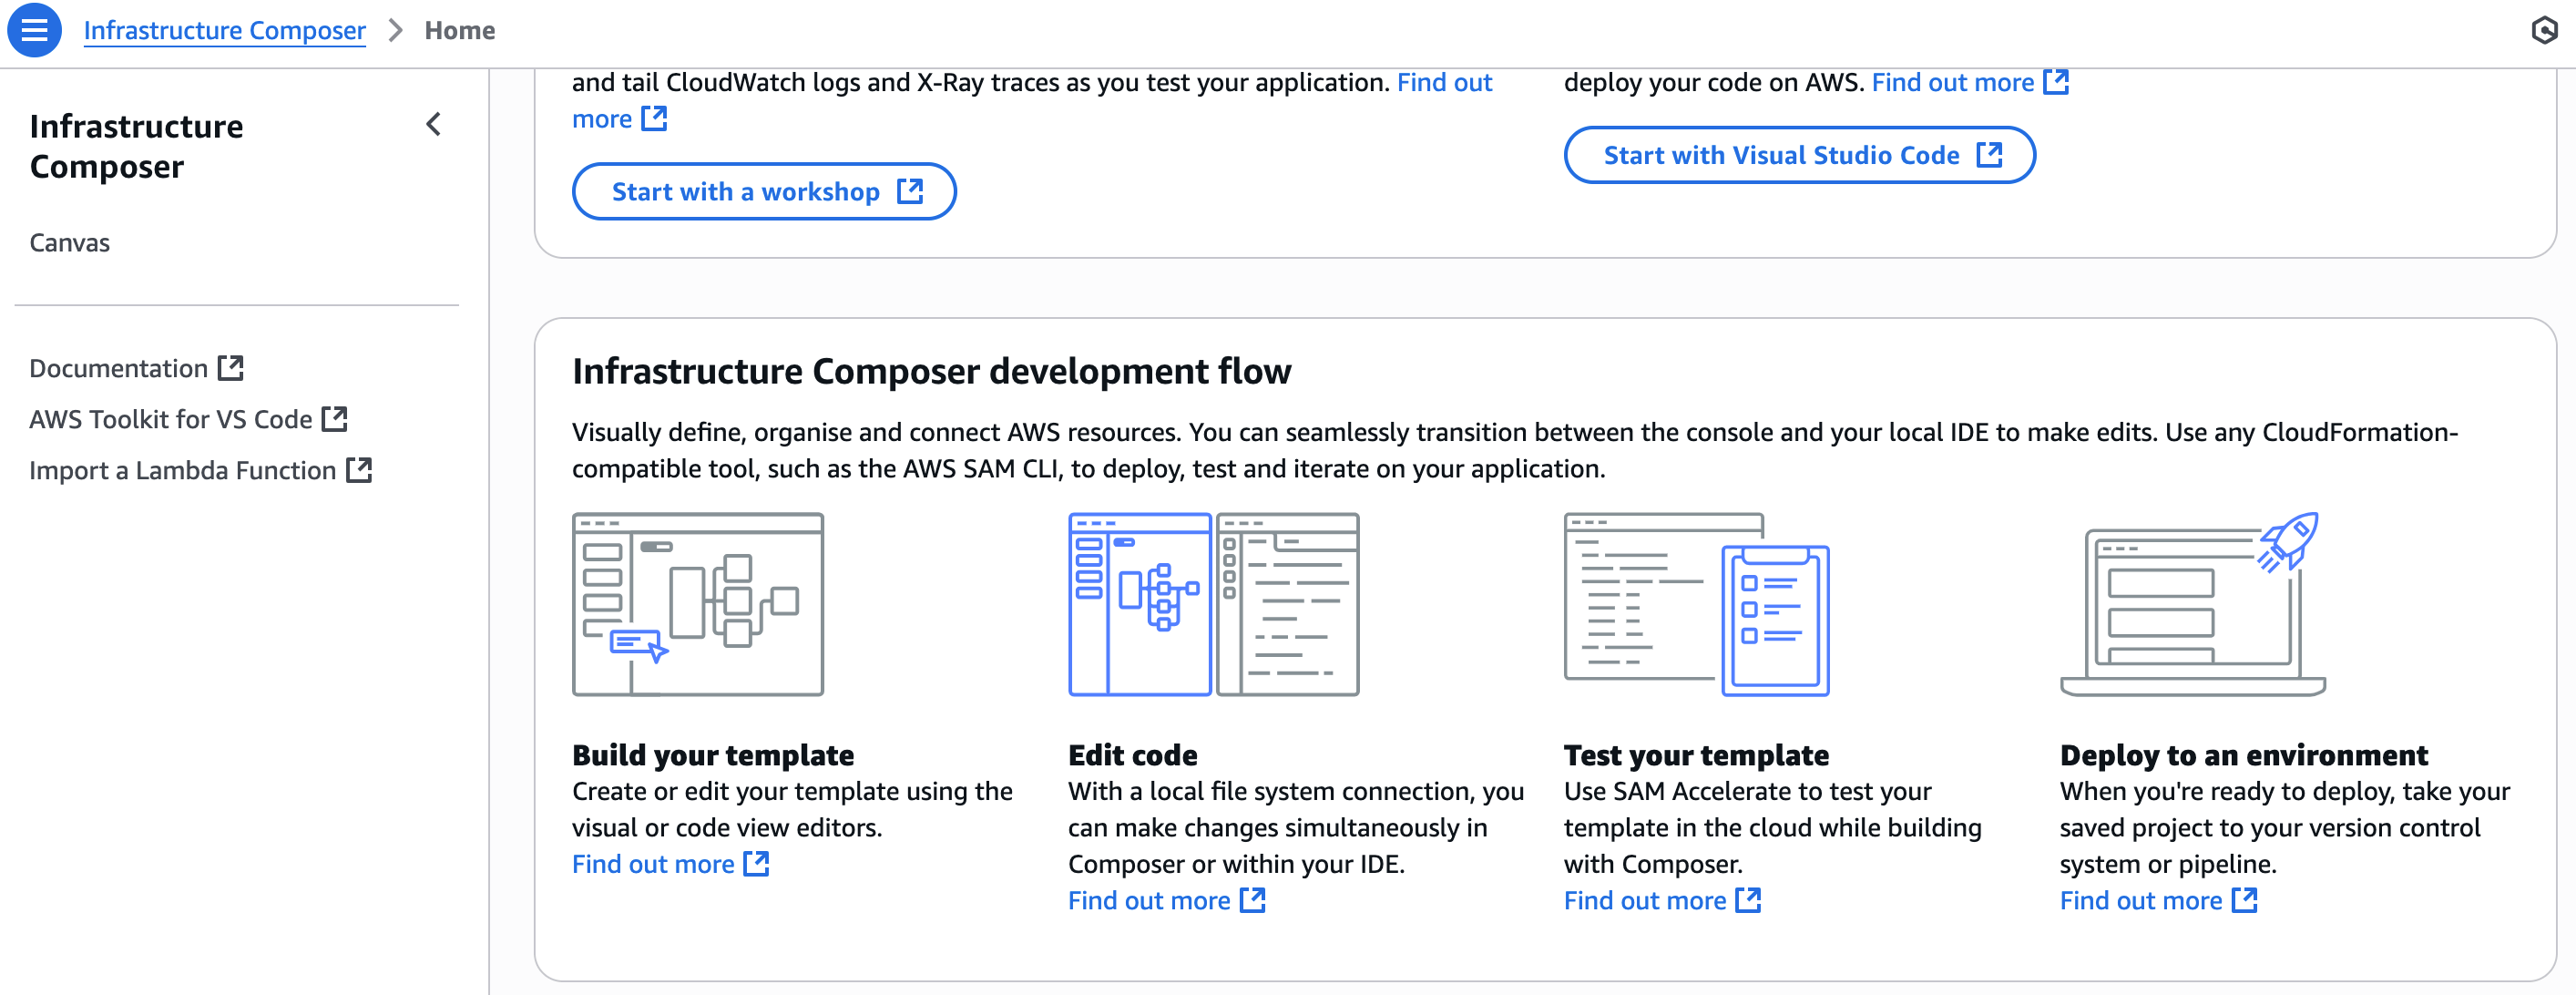 Infrastructure Composer > Home
Infrastructure
Composer
Canvas
Documentation
AWS Toolkit for VS Code
Import a Lambda Function
and tail CloudWatch logs and X-Ray traces as you test your application. Find out
more
Start with a workshop
deploy your code on AWS. Find out more
Start with Visual Studio Code
Infrastructure Composer development flow
Visually define, organise and connect AWS resources. You can seamlessly transition between the console and your local IDE to make edits. Use any CloudFormation-
compatible tool, such as the AWS SAM CLI, to deploy, test and iterate on your application.
Build your template
Create or edit your template using the
visual or code view editors.
Find out more
Edit code
With a local file system connection, you
can make changes simultaneously in
Composer or within your IDE.
Find out more
Test your template
Use SAM Accelerate to test your
template in the cloud while building
with Composer.
Find out more
Deploy to an environment
When you're ready to deploy, take your
saved project to your version control
system or pipeline.
Find out more